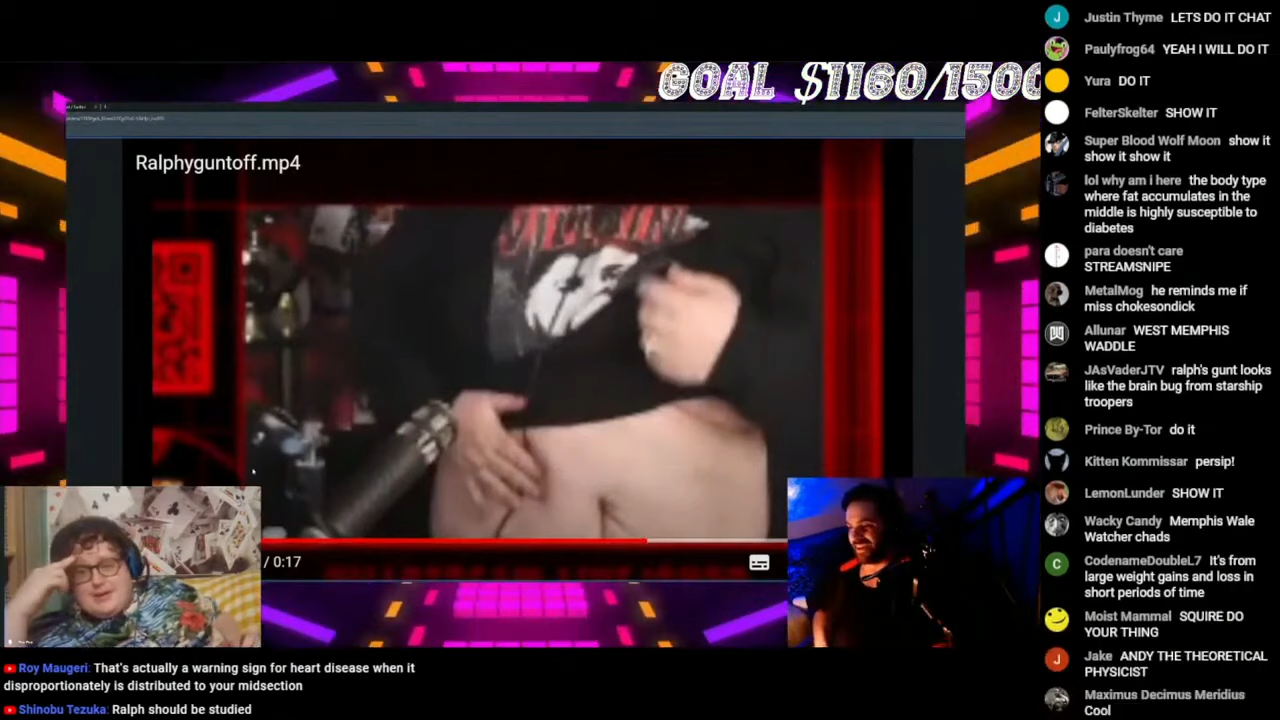 GOAL $1160/1500
Ralphyguntoff.mp4
/ 0:17
Justin Thyme LETS DO IT CHAT
Paulyfrog64 YEAH I WILL DO IT
Yura DO IT
FelterSkelter SHOW IT
Super Blood Wolf Moon show it
show it show it
lol why am i here the body type
where fat accumulates in the
middle is highly susceptible to
diabetes
para doesn't care
STREAMSNIPE
MetalMog he reminds me if
miss chokesondick
Allunar WEST MEMPHIS
WADDLE
JAsVaderJTV ralph's gunt looks
like the brain bug from starship
troopers
Prince By-Tor do it
Kitten Kommissar persip!
LemonLunder SHOW IT
Wacky Candy Memphis Wale
Watcher chads
CodenameDoubleL7 It's from
large weight gains and loss in
short periods of time
Moist Mammal SQUIRE DO
YOUR THING
Jake ANDY THE THEORETICAL
PHYSICIST
Maximus Decimus Meridius
Cool
Roy Maugeri: That's actually a warning sign for heart disease when it
disproportionately is distributed to your midsection
Shinobu Tezuka: Ralph should be studied